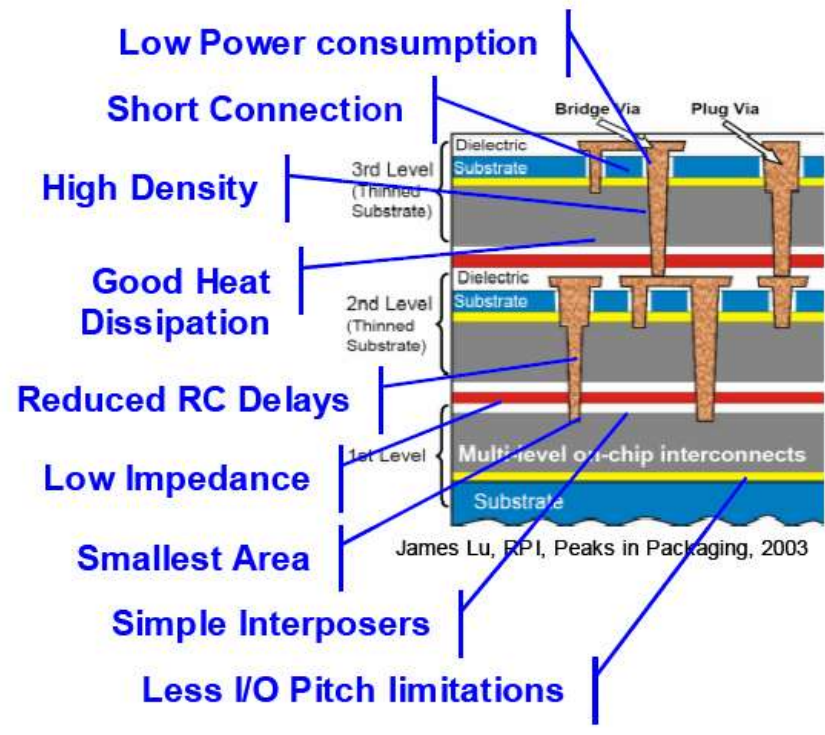 Low Power consumption
Short Connection
Bridge Via
Plug Via
Dielectric
Substrate
3rd Level
(Thinned
Substrate)
High Density
Good Heat
Dissipation
Dielectric
Substrate
2nd Level
(Thinned
Substrate)
Reduced RC Delays
1st Level
Multi-level on-chip interconnects
Low Impedance
Substrate
Smallest Area
James Lu, RPI, Peaks in Packaging, 2003
Simple Interposers
Less I/O Pitch limitations